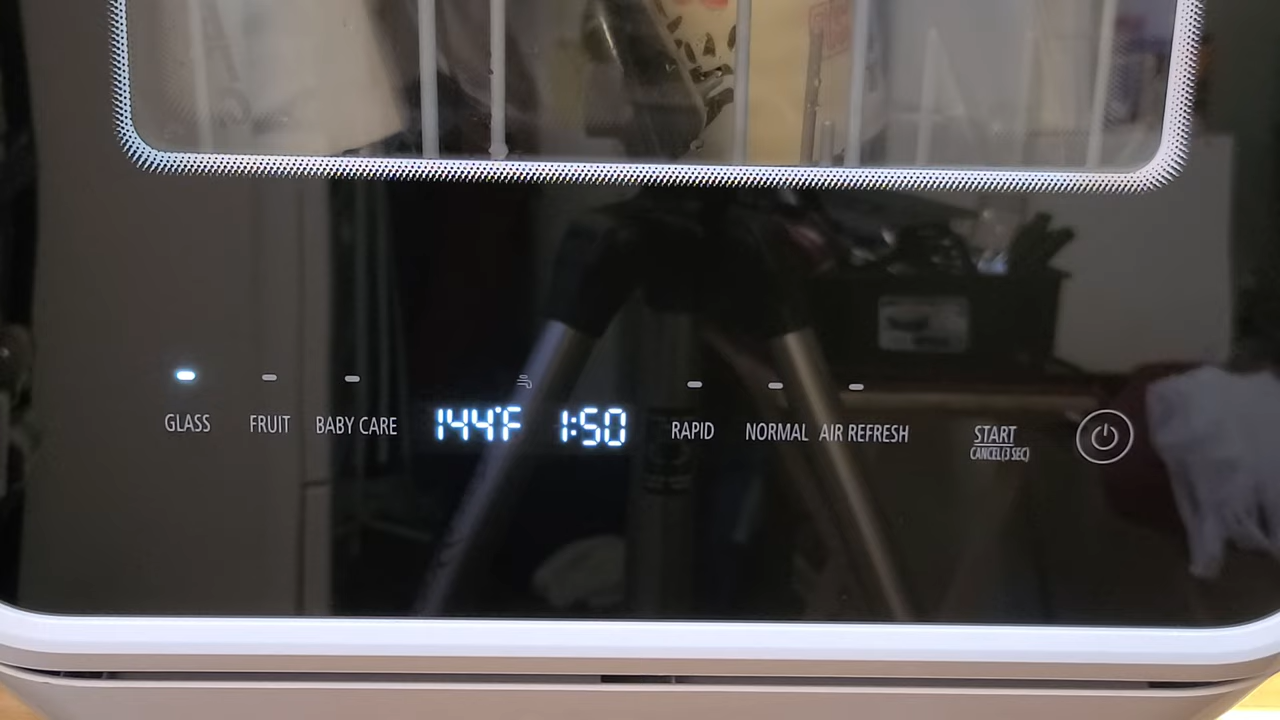 GLASS FRUIT BABY CARE 144°F 1:50 RAPID NORMAL AIR REFRESH START
CANCEL(3 SEC)